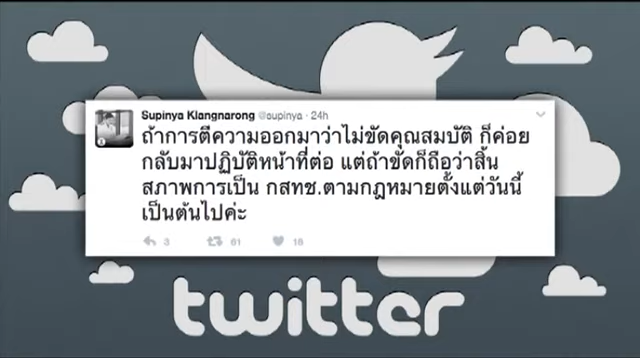 Supinya Klangnarong @supinya · 24h
ถ้าการตีความออกมาว่าไม่ขัดคุณสมบัติ ก็ค่อย
กลับมาปฏิบัติหน้าที่ต่อ แต่ถ้าขัดก็ถือว่าสิ้น
สภาพการเป็น กสทช.ตามกฎหมายตั้งแต่วันนี้
เป็นต้นไปค่ะ
3 61 18
twitter